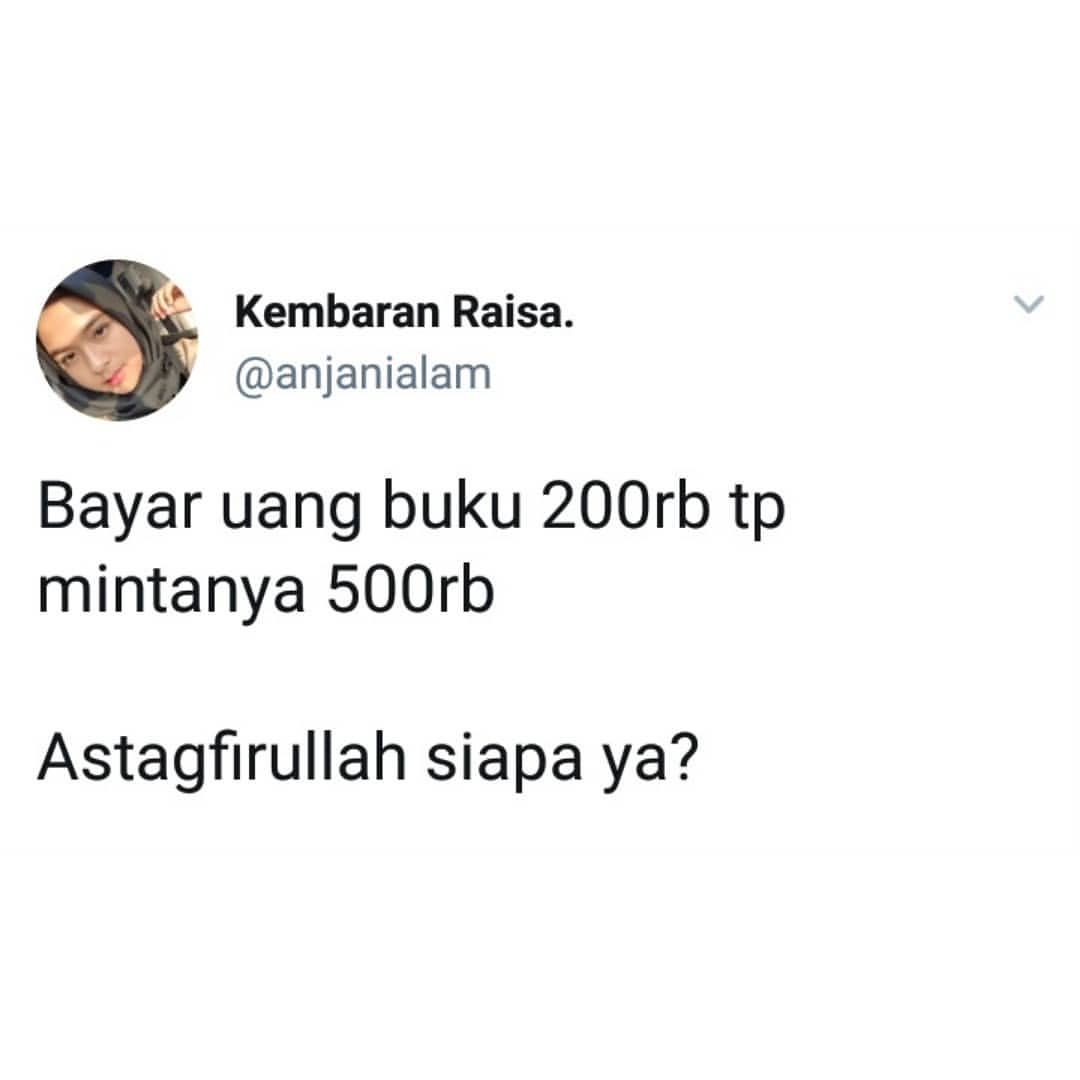 Kembaran Raisa.
@anjanialam
Bayar uang buku 200rb tp
mintanya 500rb
Astagfirullah siapa ya?